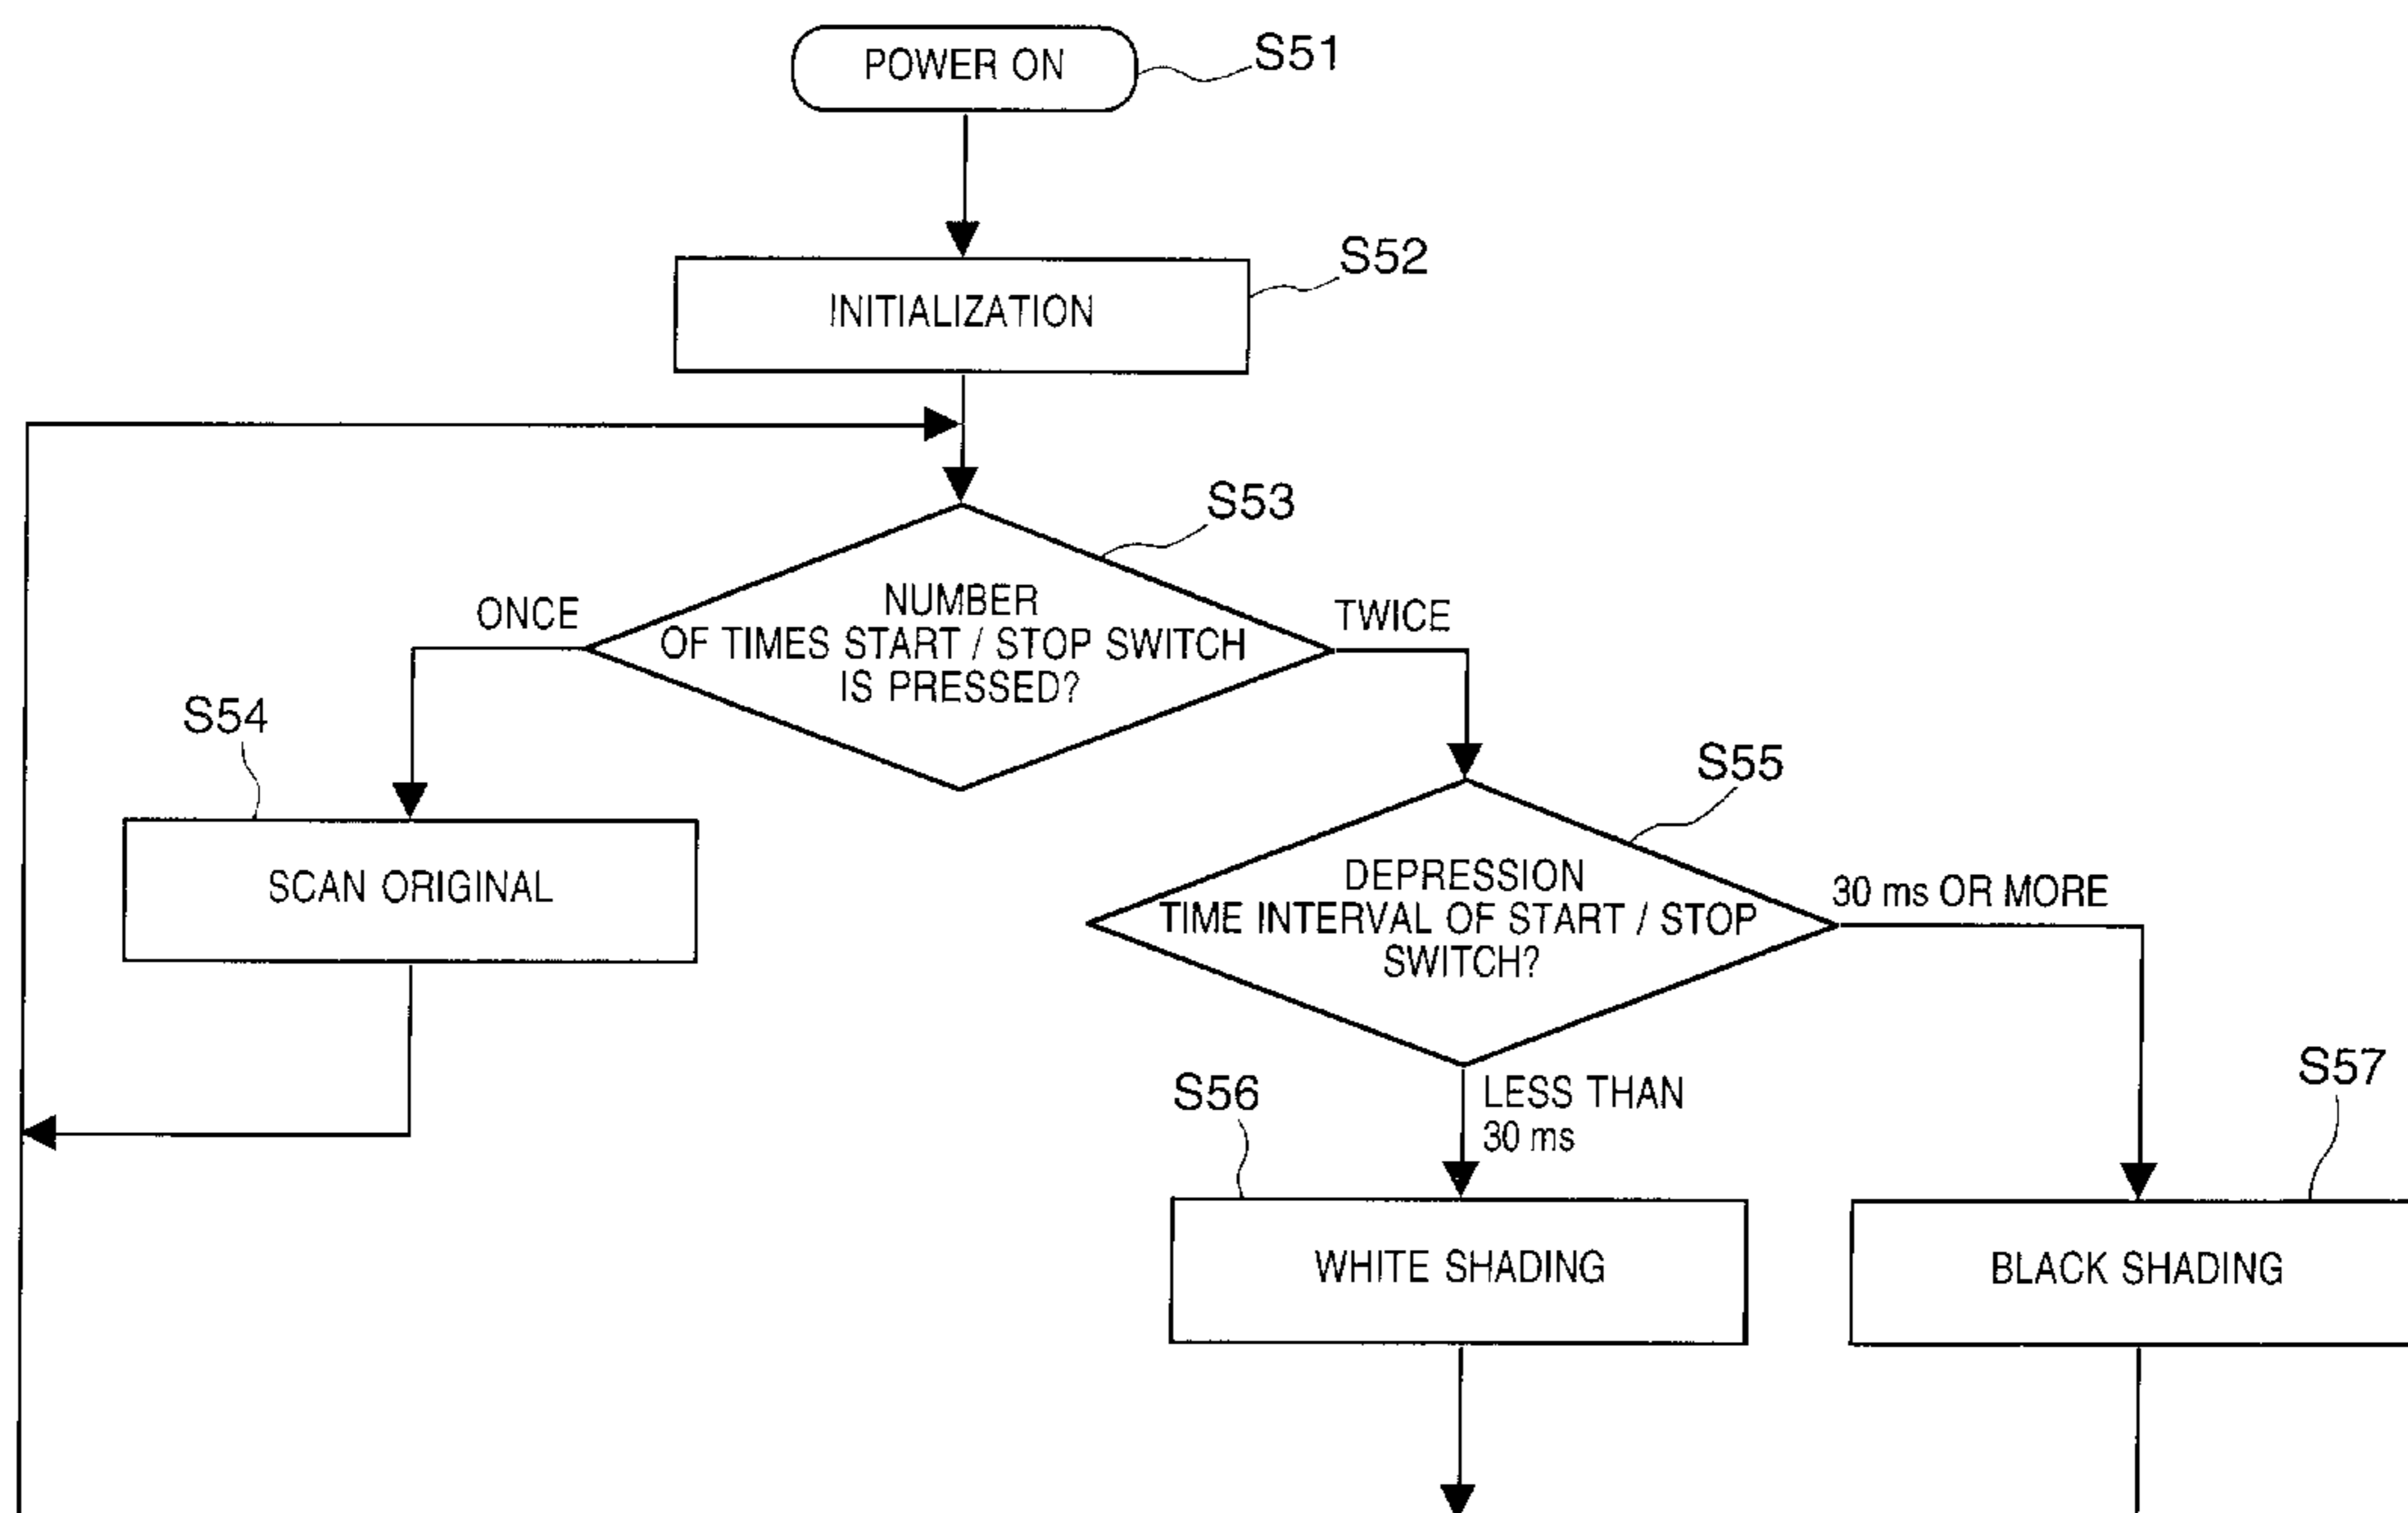 POWER ON
S51
S52
INITIALIZATION
S53
NUMBER
OF TIMES START / STOP SWITCH
IS PRESSED?
ONCE
TWICE
S54
SCAN ORIGINAL
S55
DEPRESSION
TIME INTERVAL OF START / STOP
SWITCH?
30 ms OR MORE
LESS THAN
30 ms
S56
WHITE SHADING
S57
BLACK SHADING